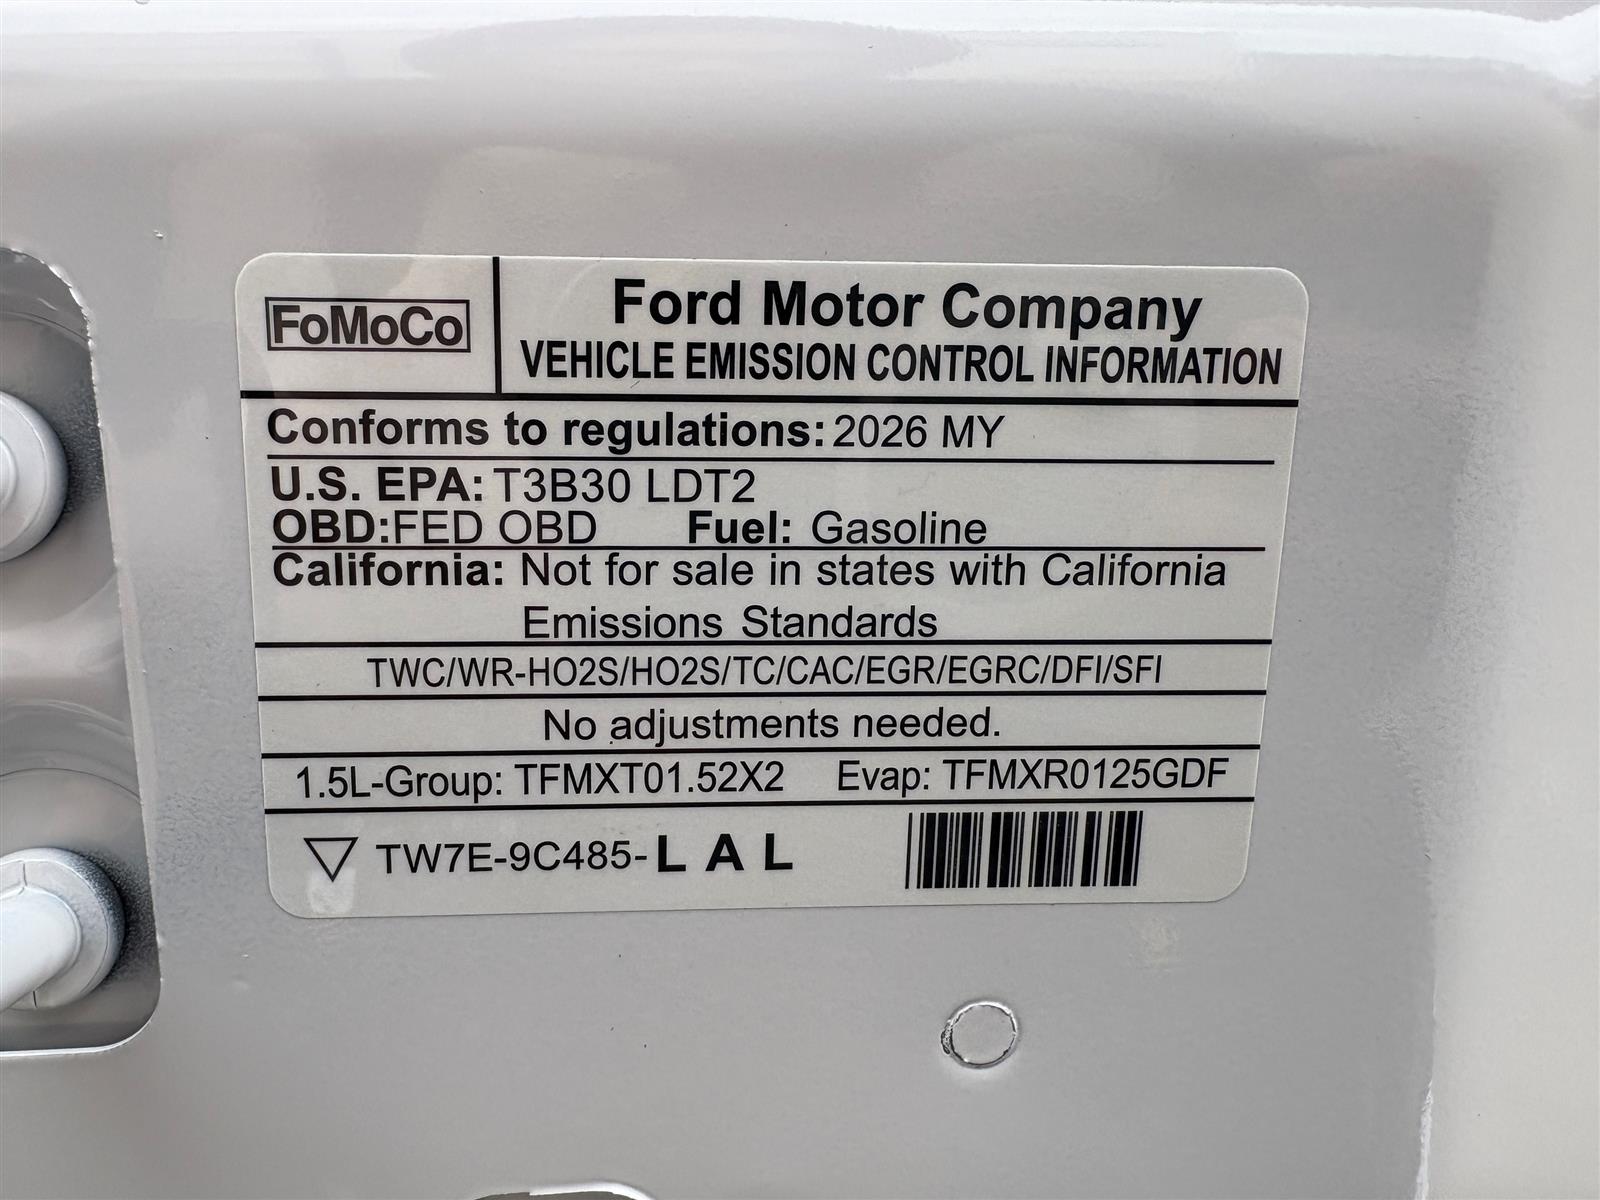 FoMoCo
Ford Motor Company
VEHICLE EMISSION CONTROL INFORMATION
Conforms to regulations: 2026 MY
U.S. EPA: T3B30 LDT2
OBD:FED OBD Fuel: Gasoline
California: Not for sale in states with California
Emissions Standards
TWC/WR-HO2S/HO2S/TC/CAC/EGR/EGRC/DFI/SFI
No adjustments needed.
1.5L-Group: TFMXT01.52X2 Evap: TFMXR0125GDF
TW7E-9C485-LAL